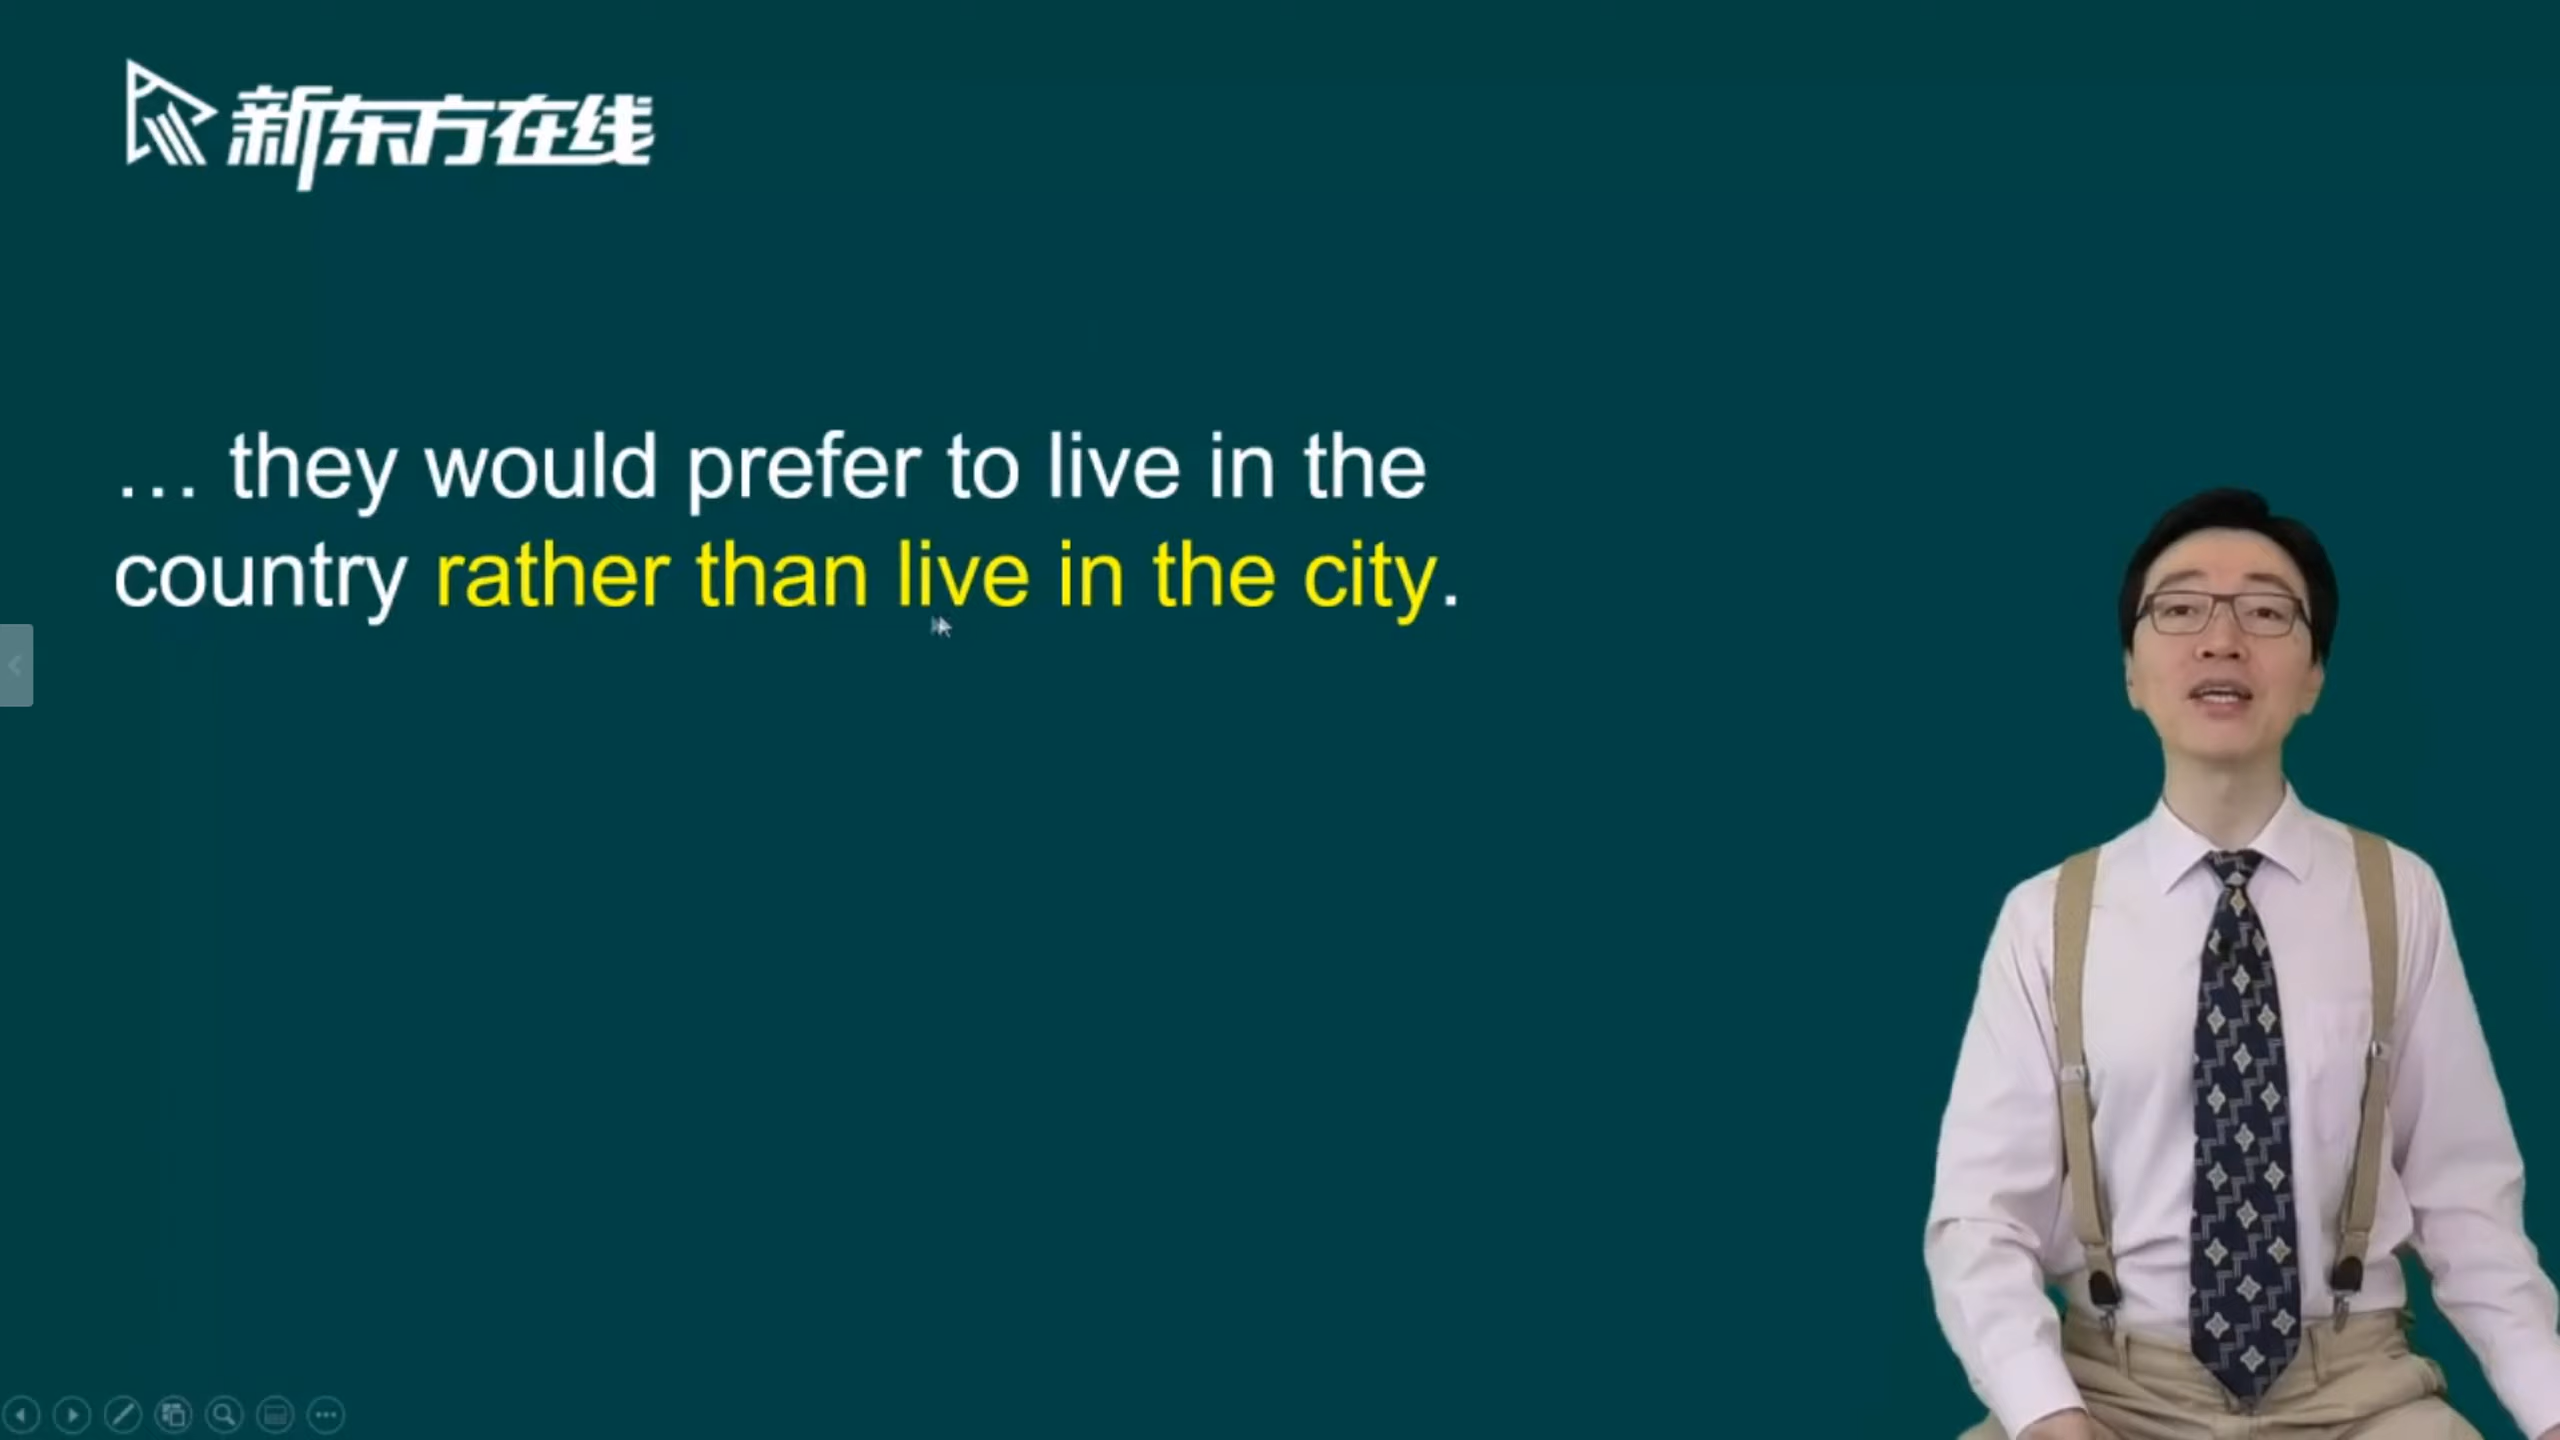 新东方在线
… they would prefer to live in the
country rather than live in the city.